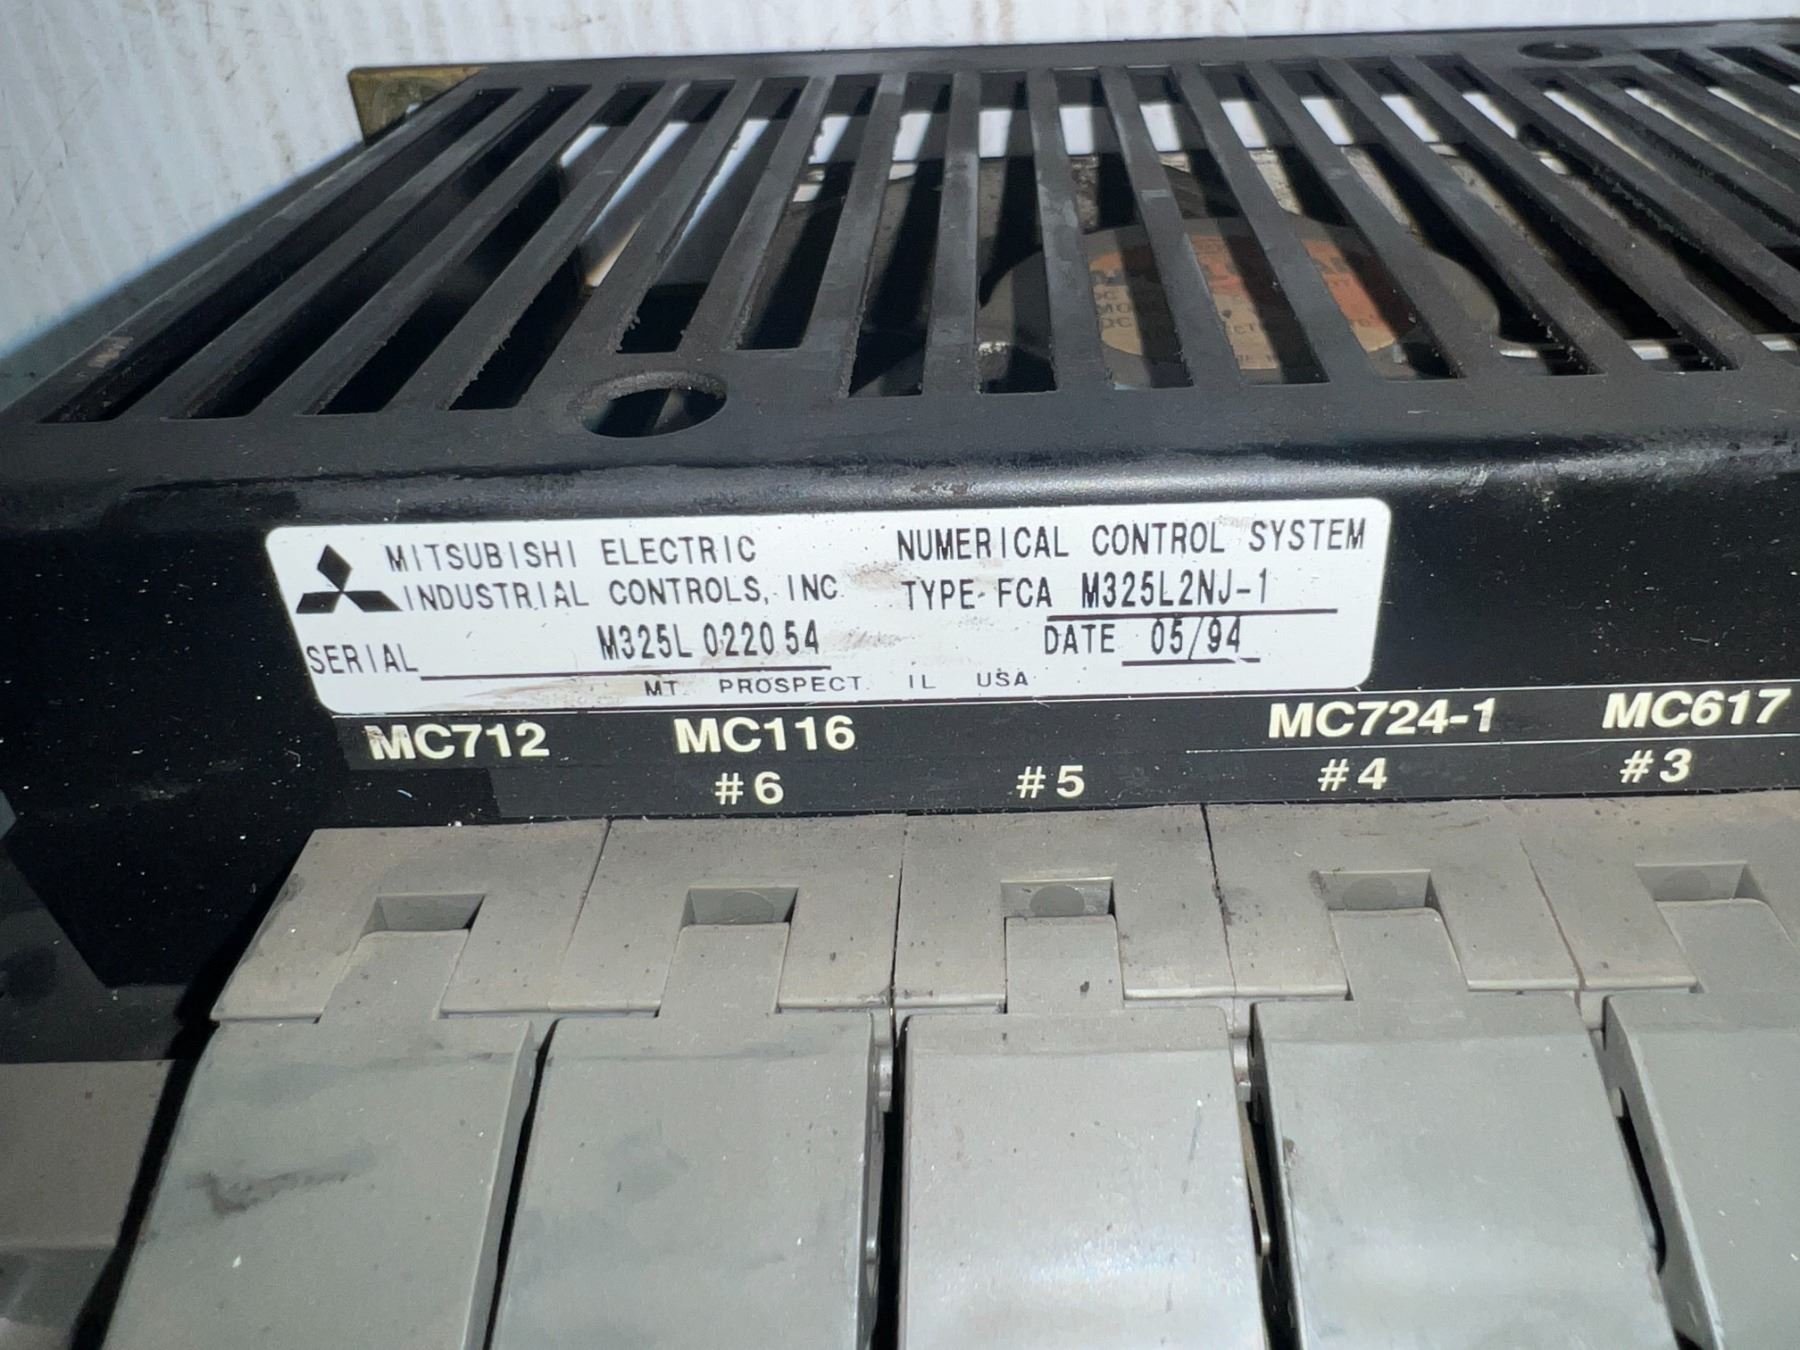 MITSUBISHI ELECTRIC
INDUSTRIAL CONTROLS, INC.
NUMERICAL CONTROL SYSTEM
TYPE-FCA M325L2NJ-1
SERIAL M325L 022054
DATE 05/94
MT. PROSPECT. IL USA
MC712 MC116 MC724-1 MC617
#6 #5 #4 #3